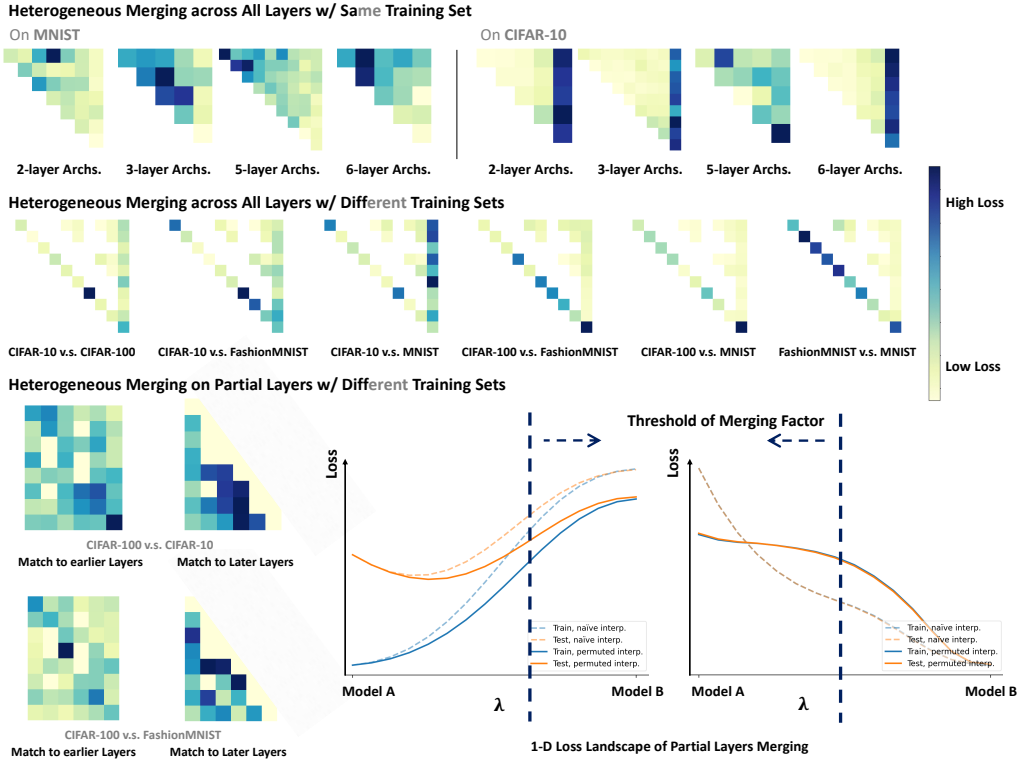 Heterogeneous Merging across All Layers w/ Same Training Set
On MNIST
On CIFAR-10
2-layer Archs.
3-layer Archs.
5-layer Archs.
6-layer Archs.
2-layer Archs.
3-layer Archs.
5-layer Archs.
6-layer Archs.
High Loss
Low Loss
Heterogeneous Merging across All Layers w/ Different Training Sets
CIFAR-10 v.s. CIFAR-100
CIFAR-10 v.s. FashionMNIST
CIFAR-10 v.s. MNIST
CIFAR-100 v.s. FashionMNIST
CIFAR-100 v.s. MNIST
FashionMNIST v.s. MNIST
Heterogeneous Merging on Partial Layers w/ Different Training Sets
CIFAR-100 v.s. CIFAR-10
Match to earlier Layers
Match to Later Layers
CIFAR-100 v.s. FashionMNIST
Match to earlier Layers
Match to Later Layers
Threshold of Merging Factor
Loss
Train, naïve interp.
Test, naïve interp.
Train, permuted interp.
Test, permuted interp.
Model A
λ
Model B
Loss
Train, naïve interp.
Test, naïve interp.
Train, permuted interp.
Test, permuted interp.
Model A
λ
Model B
1-D Loss Landscape of Partial Layers Merging